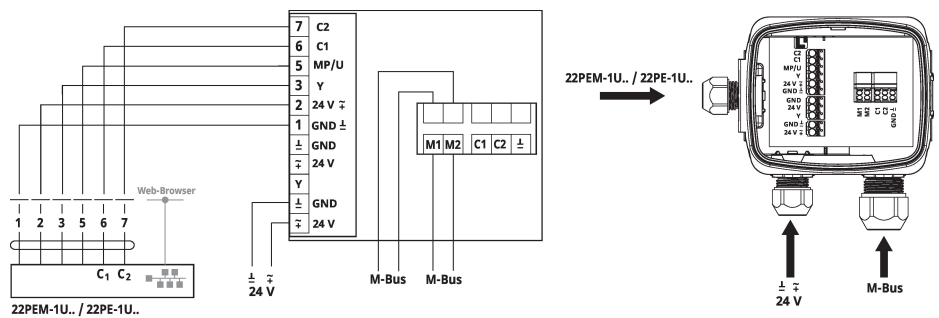 7 C2
6 C1
5 MP/U
3 Y
2 24 V ⏦
1 GND ⊥
⊥ GND
⏦ 24 V
Y
⊥ GND
⏦ 24 V
M1 M2 C1 C2 ⊥
Web-Browser
1 2 3 5 6 7
C1 C2
22PEM-1U.. / 22PE-1U..
⊥ ⏦
24 V
M-Bus M-Bus
22PEM-1U.. / 22PE-1U..
C2
C1
MP/U
Y
24 V ⏦
GND ⊥
GND
24 V
Y
GND ⊥
24 V ⏦
M1 M2 C1 C2 GND ⊥
⊥ ⏦
24 V
M-Bus